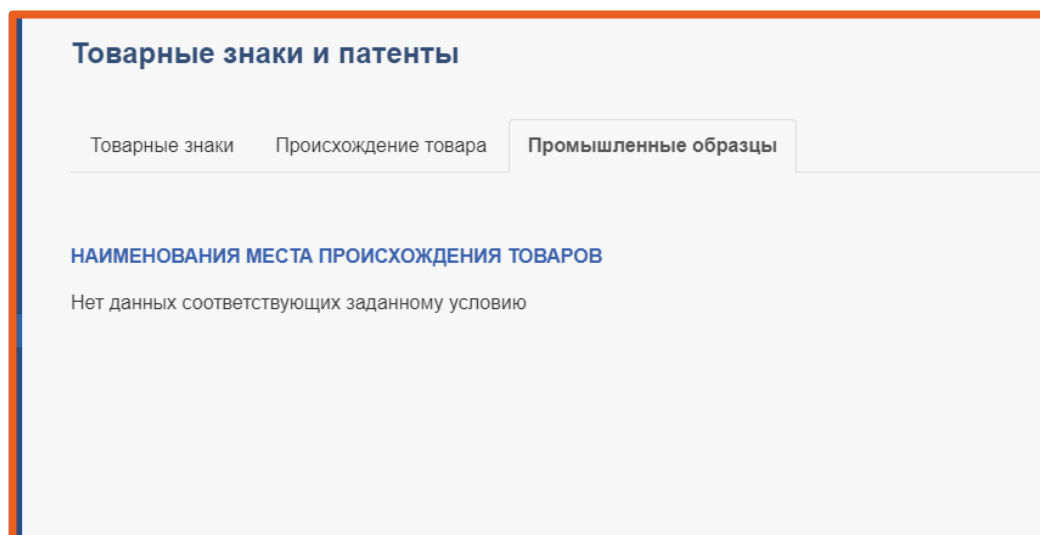 Товарные знаки и патенты
Товарные знаки Происхождение товара Промышленные образцы
НАИМЕНОВАНИЯ МЕСТА ПРОИСХОЖДЕНИЯ ТОВАРОВ
Нет данных соответствующих заданному условию